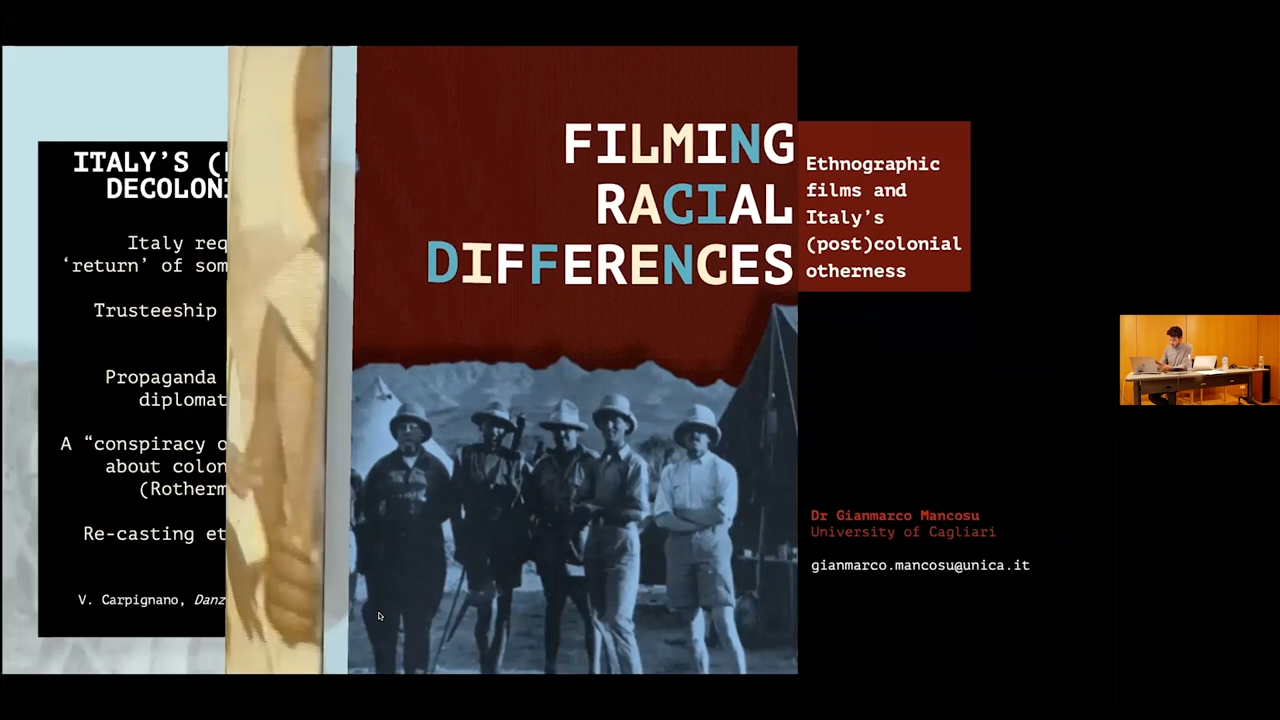 ITALY'S (
DECOLONI
Italy req
'return' of som
Trusteeship
Propaganda
diplomat
A “conspiracy o
about colon
(Rotherm
Re-casting et
V. Carpignano, Danz
FILMING
RACIAL
DIFFERENCES
Ethnographic
films and
Italy's
(post)colonial
otherness
Dr Gianmarco Mancosu
University of Cagliari
gianmarco.mancosu@unica.it